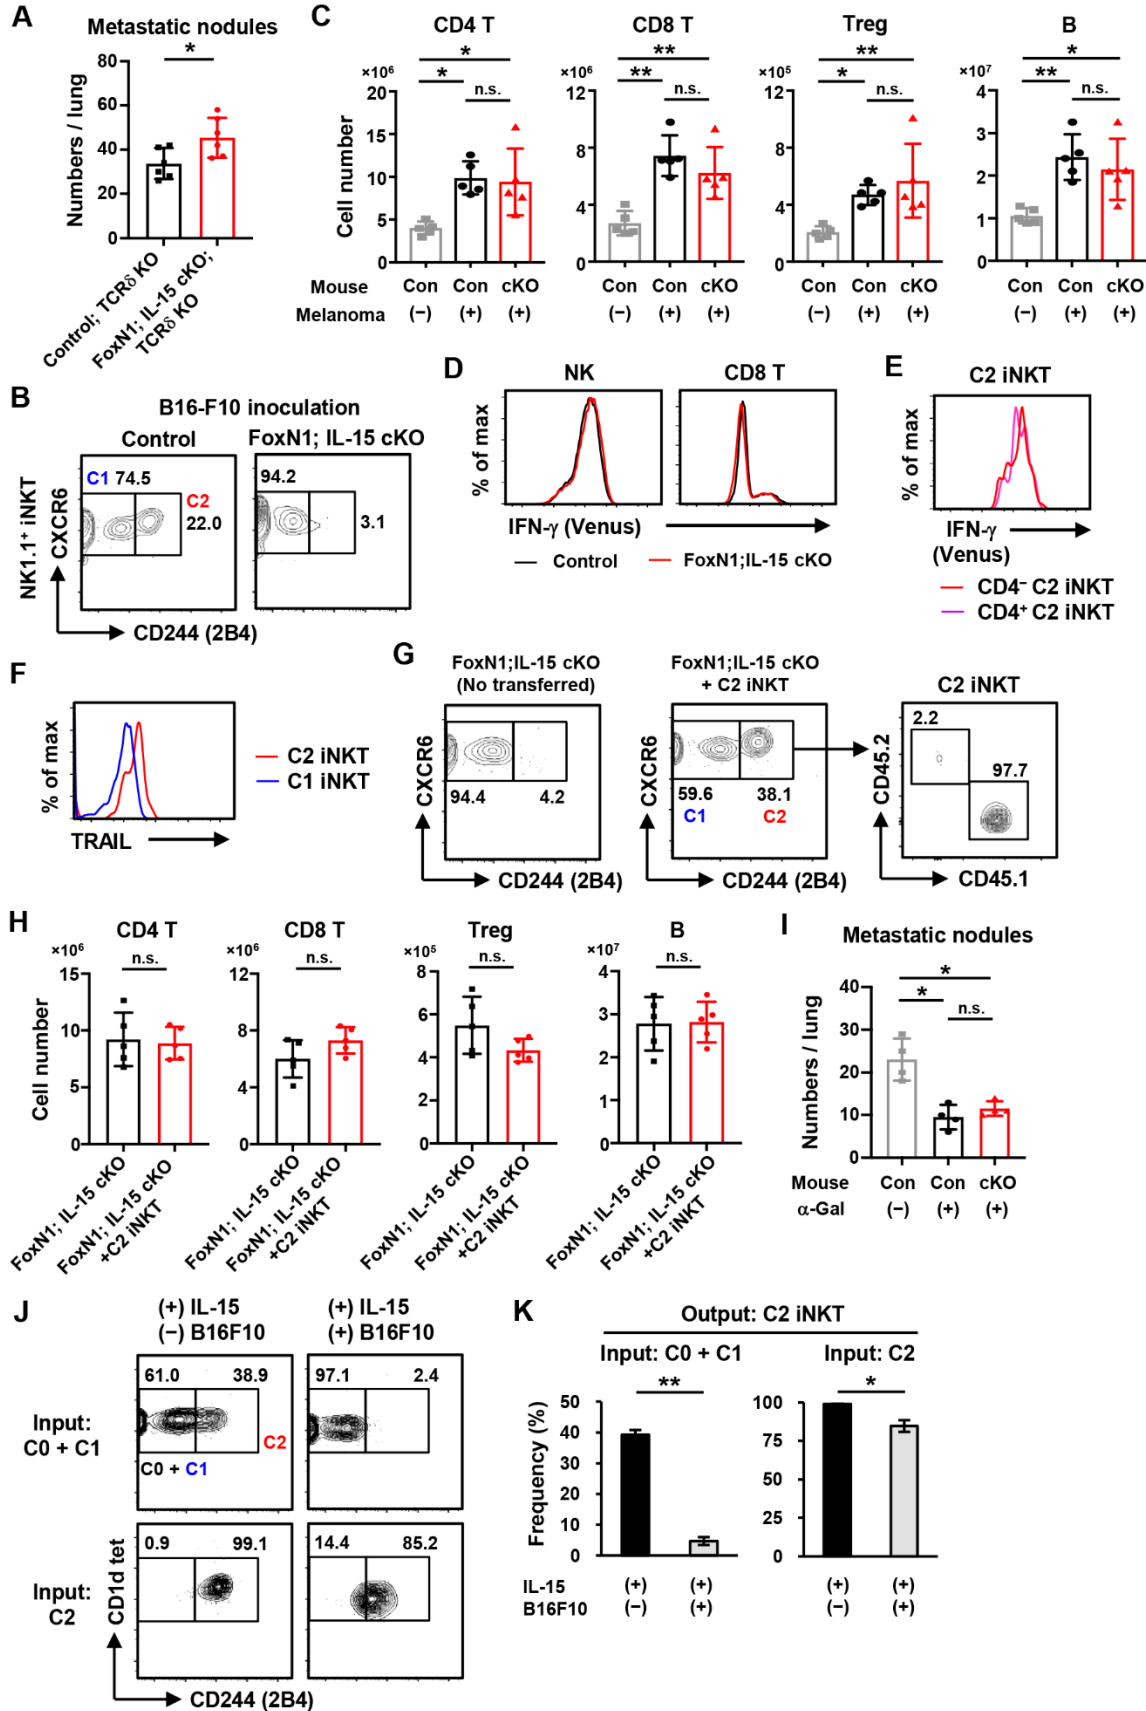 A
Metastatic nodules
*
80
60
40
20
0
Numbers / lung
Control; TCRδ KO
FoxN1; IL-15 cKO;
TCRδ KO
C
CD4 T
CD8 T
Treg
B
Cell number
×10⁶
20
15
10
5
0
*
*
n.s.
×10⁶
12
8
4
0
**
**
n.s.
×10⁵
12
8
4
0
**
*
n.s.
×10⁷
4
3
2
1
0
*
**
n.s.
Mouse Con Con cKO Con Con cKO Con Con cKO Con Con cKO
Melanoma (−) (+) (+) (−) (+) (+) (−) (+) (+) (−) (+) (+)
B
B16-F10 inoculation
Control FoxN1; IL-15 cKO
NK1.1⁺ iNKT
CXCR6
C1 74.5
C2
22.0
94.2
3.1
CD244 (2B4)
D
NK CD8 T
% of max
IFN-γ (Venus)
Control FoxN1;IL-15 cKO
E
C2 iNKT
% of max
IFN-γ
(Venus)
CD4⁻ C2 iNKT
CD4⁺ C2 iNKT
F
% of max
TRAIL
C2 iNKT
C1 iNKT
G
FoxN1;IL-15 cKO
(No transferred)
CXCR6
94.4 4.2
CD244 (2B4)
FoxN1;IL-15 cKO
+ C2 iNKT
CXCR6
59.6 38.1
C1 C2
CD244 (2B4)
C2 iNKT
CD45.2
2.2
97.7
CD45.1
H
CD4 T
CD8 T
Treg
B
Cell number
×10⁶
15
10
5
0
n.s.
×10⁶
12
8
4
0
n.s.
×10⁵
8
6
4
2
0
n.s.
×10⁷
4
3
2
1
0
n.s.
FoxN1; IL-15 cKO
FoxN1; IL-15 cKO
+C2 iNKT
FoxN1; IL-15 cKO
FoxN1; IL-15 cKO
+C2 iNKT
FoxN1; IL-15 cKO
FoxN1; IL-15 cKO
+C2 iNKT
FoxN1; IL-15 cKO
FoxN1; IL-15 cKO
+C2 iNKT
I
Metastatic nodules
Numbers / lung
40
30
20
10
0
*
*
n.s.
Mouse Con Con cKO
α-Gal (−) (+) (+)
J
(+) IL-15 (+) IL-15
(−) B16F10 (+) B16F10
Input:
C0 + C1
61.0 38.9
C2
C0 + C1
97.1 2.4
Input:
C2
0.9 99.1
14.4 85.2
CD1d tet
CD244 (2B4)
K
Output: C2 iNKT
Input: C0 + C1 Input: C2
Frequency (%)
50
40
30
20
10
0
**
100
75
50
25
0
*
IL-15 (+) (+) (+) (+)
B16F10 (−) (+) (−) (+)